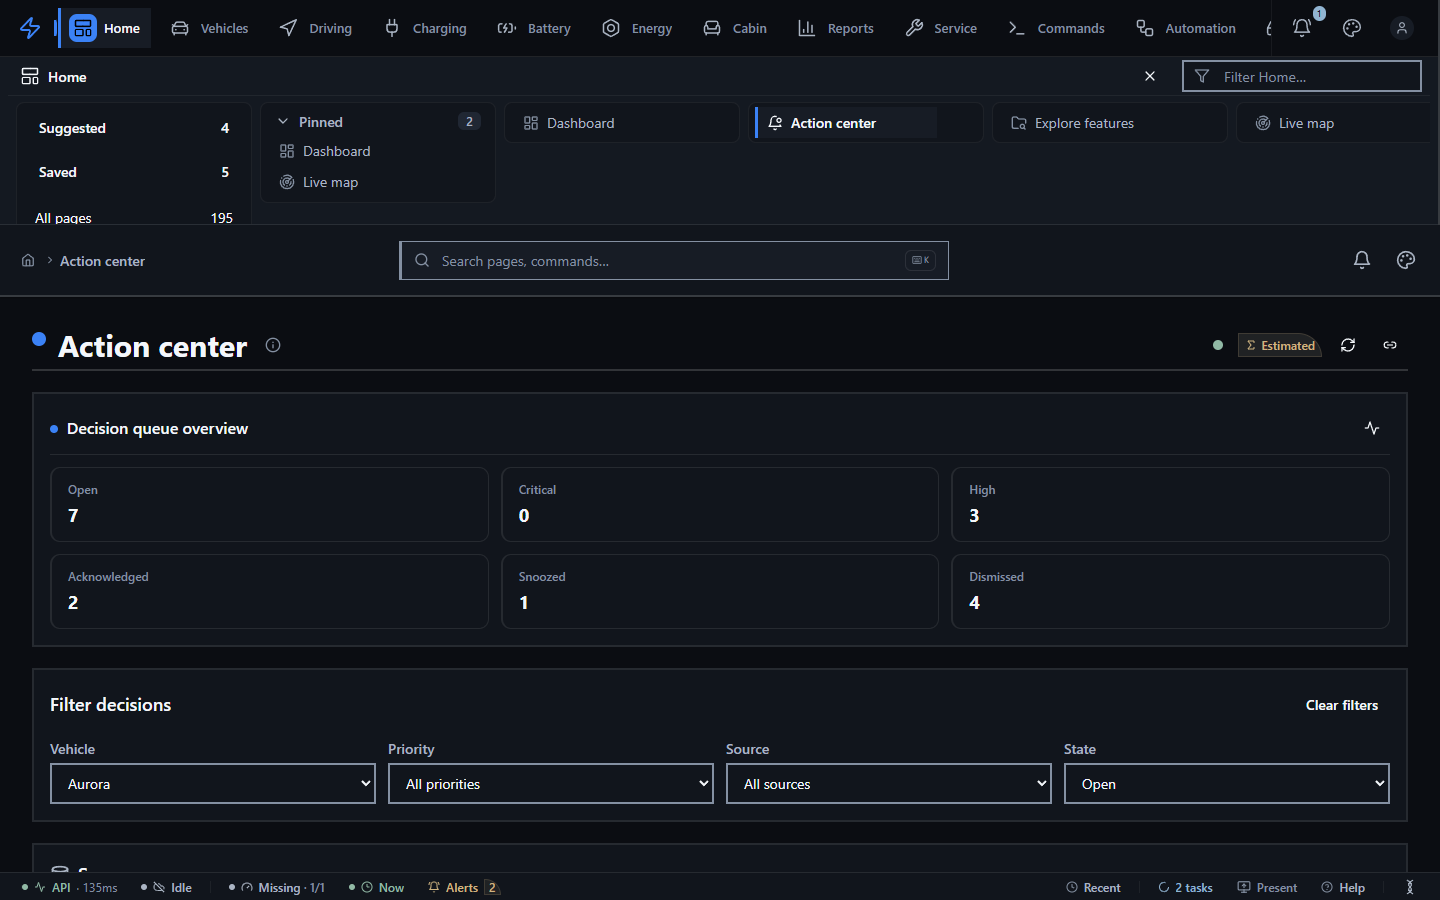 Home Vehicles Driving Charging Battery Energy Cabin Reports Service Commands Automation 1
Home Filter Home...
Suggested 4
Saved 5
All pages 195
Pinned 2
Dashboard
Live map
Dashboard
Action center
Explore features
Live map
Action center Search pages, commands... K
Action center Estimated
Decision queue overview
Open Critical High
7 0 3
Acknowledged Snoozed Dismissed
2 1 4
Filter decisions Clear filters
Vehicle Priority Source State
Aurora All priorities All sources Open
API · 135ms Idle Missing · 1/1 Now Alerts 2 Recent 2 tasks Present Help